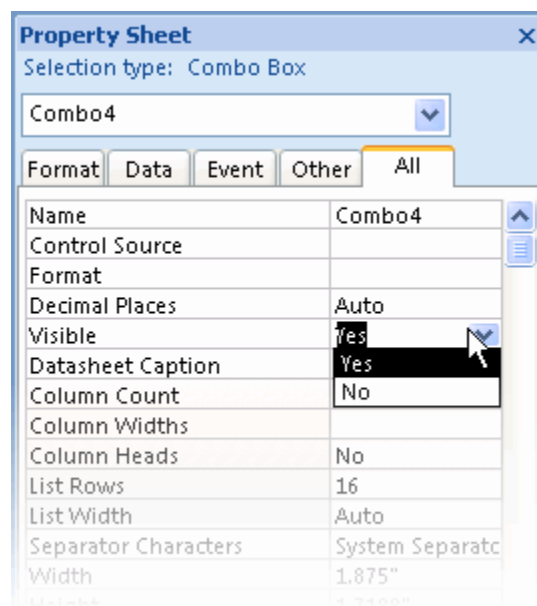 Property Sheet
Selection type: Combo Box
Combo4
Format Data Event Other All
Name Combo4
Control Source
Format
Decimal Places Auto
Visible Yes
Datasheet Caption Yes
Column Count No
Column Widths
Column Heads No
List Rows 16
List Width Auto
Separator Characters System Separatc
Width 1.875"